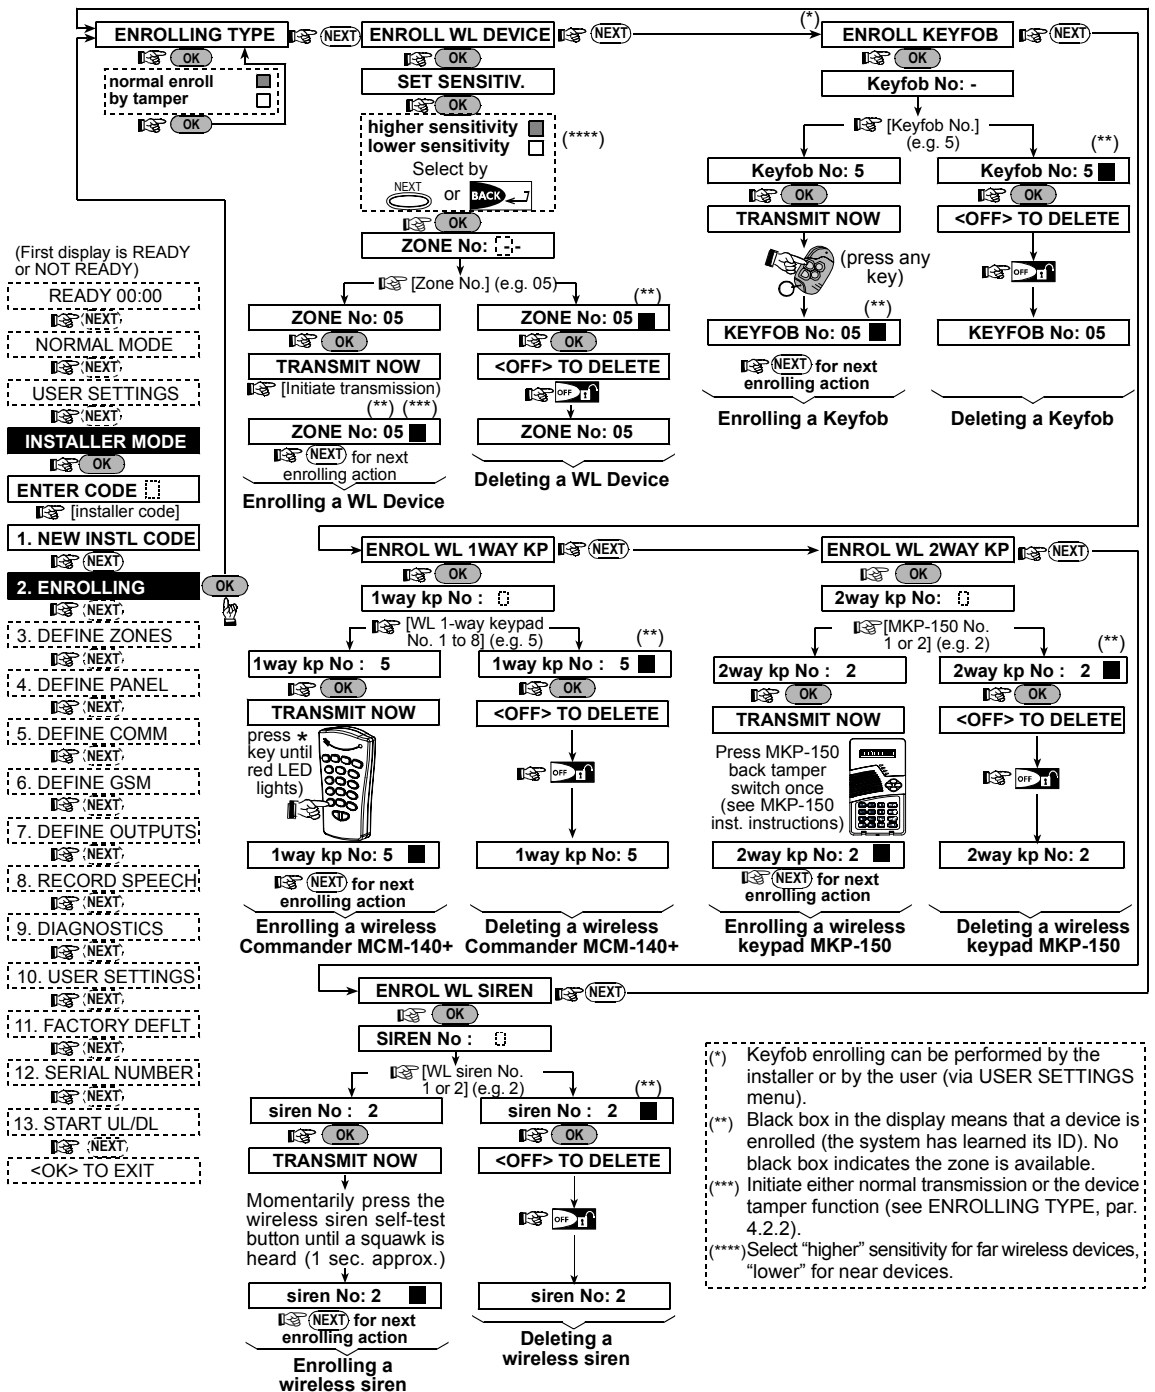 ENROLLING TYPE (NEXT) ENROLL WL DEVICE (NEXT) (*) ENROLL KEYFOB (NEXT)
OK
normal enroll
by tamper
OK
OK
SET SENSITIV.
OK
higher sensitivity
lower sensitivity
(****)
Select by
NEXT or BACK
OK
ZONE No: - -
[Zone No.] (e.g. 05)
ZONE No: 05
OK
TRANSMIT NOW
[Initiate transmission)
(**) (***)
ZONE No: 05
NEXT for next
enrolling action
Enrolling a WL Device
(**)
ZONE No: 05
OK
<OFF> TO DELETE
OFF
ZONE No: 05
Deleting a WL Device
OK
Keyfob No: -
[Keyfob No.]
(e.g. 5)
Keyfob No: 5
OK
TRANSMIT NOW
(press any
key)
(**)
KEYFOB No: 05
NEXT for next
enrolling action
Enrolling a Keyfob
(**)
Keyfob No: 5
OK
<OFF> TO DELETE
OFF
KEYFOB No: 05
Deleting a Keyfob
(First display is READY
or NOT READY)
READY 00:00
NEXT
NORMAL MODE
NEXT
USER SETTINGS
NEXT
INSTALLER MODE
OK
ENTER CODE
[installer code]
1. NEW INSTL CODE
NEXT
2. ENROLLING
OK
NEXT
3. DEFINE ZONES
NEXT
4. DEFINE PANEL
NEXT
5. DEFINE COMM
NEXT
6. DEFINE GSM
NEXT
7. DEFINE OUTPUTS
NEXT
8. RECORD SPEECH
NEXT
9. DIAGNOSTICS
NEXT
10. USER SETTINGS
NEXT
11. FACTORY DEFLT
NEXT
12. SERIAL NUMBER
NEXT
13. START UL/DL
NEXT
<OK> TO EXIT
ENROL WL 1WAY KP NEXT ENROL WL 2WAY KP NEXT
OK
1way kp No :
[WL 1-way keypad
No. 1 to 8] (e.g. 5)
1way kp No : 5
OK
TRANSMIT NOW
press *
key until
red LED
lights)
1way kp No: 5
NEXT for next
enrolling action
Enrolling a wireless
Commander MCM-140+
(**)
1way kp No : 5
OK
<OFF> TO DELETE
OFF
1way kp No: 5
Deleting a wireless
Commander MCM-140+
OK
2way kp No:
[MKP-150 No.
1 or 2] (e.g. 2)
2way kp No : 2
OK
TRANSMIT NOW
Press MKP-150
back tamper
switch once
(see MKP-150
inst. instructions)
2way kp No: 2
NEXT for next
enrolling action
Enrolling a wireless
keypad MKP-150
(**)
2way kp No : 2
OK
<OFF> TO DELETE
OFF
2way kp No: 2
Deleting a wireless
keypad MKP-150
ENROL WL SIREN NEXT
OK
SIREN No :
[WL siren No.
1 or 2] (e.g. 2)
siren No : 2
OK
TRANSMIT NOW
Momentarily press the
wireless siren self-test
button until a squawk is
heard (1 sec. approx.)
siren No: 2
NEXT for next
enrolling action
Enrolling a
wireless siren
(**)
siren No : 2
OK
<OFF> TO DELETE
OFF
siren No: 2
Deleting a
wireless siren
(*) Keyfob enrolling can be performed by the
installer or by the user (via USER SETTINGS
menu).
(**) Black box in the display means that a device is
enrolled (the system has learned its ID). No
black box indicates the zone is available.
(***) Initiate either normal transmission or the device
tamper function (see ENROLLING TYPE, par.
4.2.2).
(****) Select “higher” sensitivity for far wireless devices,
“lower” for near devices.